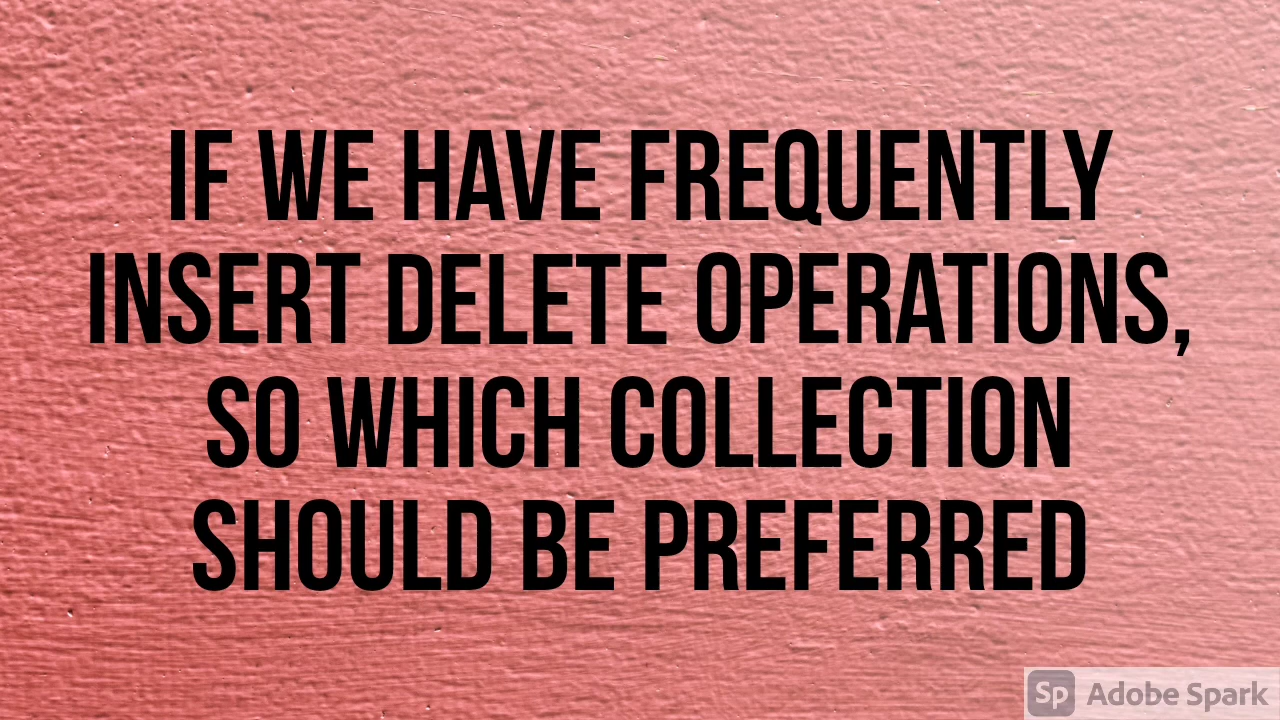 IF WE HAVE FREQUENTLY
INSERT DELETE OPERATIONS,
SO WHICH COLLECTION
SHOULD BE PREFERRED
Sp Adobe Spark